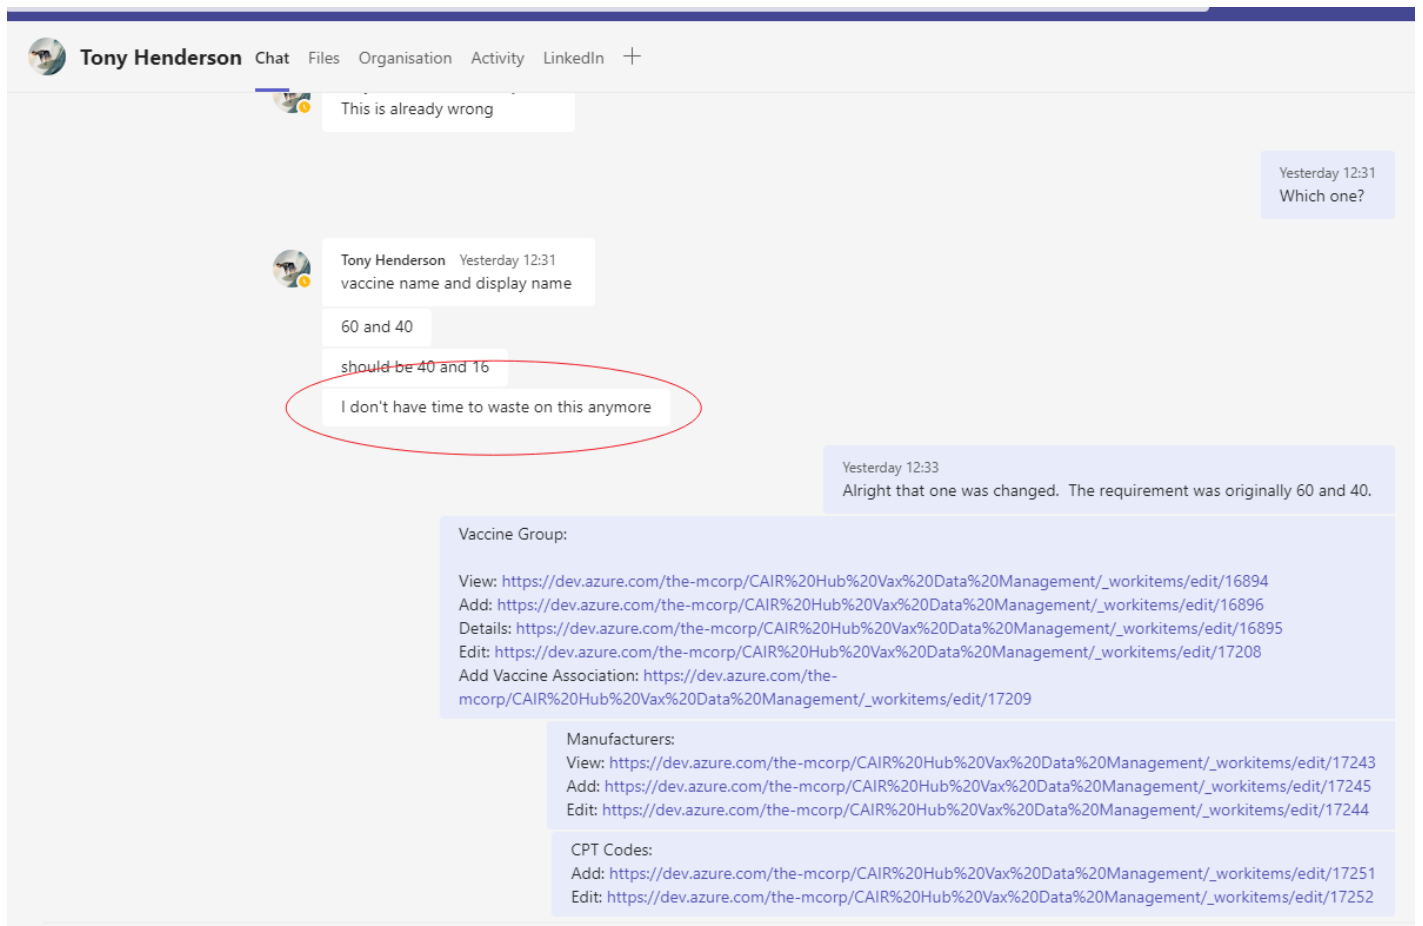 Tony Henderson Chat Files Organisation Activity LinkedIn
This is already wrong
Yesterday 12:31
Which one?
Tony Henderson Yesterday 12:31
vaccine name and display name
60 and 40
should be 40 and 16
I don't have time to waste on this anymore
Yesterday 12:33
Alright that one was changed. The requirement was originally 60 and 40.
Vaccine Group:
View: https://dev.azure.com/the-mcorp/CAIR%20Hub%20Vax%20Data%20Management/_workitems/edit/16894
Add: https://dev.azure.com/the-mcorp/CAIR%20Hub%20Vax%20Data%20Management/_workitems/edit/16896
Details: https://dev.azure.com/the-mcorp/CAIR%20Hub%20Vax%20Data%20Management/_workitems/edit/16895
Edit: https://dev.azure.com/the-mcorp/CAIR%20Hub%20Vax%20Data%20Management/_workitems/edit/17208
Add Vaccine Association: https://dev.azure.com/the-
mcorp/CAIR%20Hub%20Vax%20Data%20Management/_workitems/edit/17209
Manufacturers:
View: https://dev.azure.com/the-mcorp/CAIR%20Hub%20Vax%20Data%20Management/_workitems/edit/17243
Add: https://dev.azure.com/the-mcorp/CAIR%20Hub%20Vax%20Data%20Management/_workitems/edit/17245
Edit: https://dev.azure.com/the-mcorp/CAIR%20Hub%20Vax%20Data%20Management/_workitems/edit/17244
CPT Codes:
Add: https://dev.azure.com/the-mcorp/CAIR%20Hub%20Vax%20Data%20Management/_workitems/edit/17251
Edit: https://dev.azure.com/the-mcorp/CAIR%20Hub%20Vax%20Data%20Management/_workitems/edit/17252